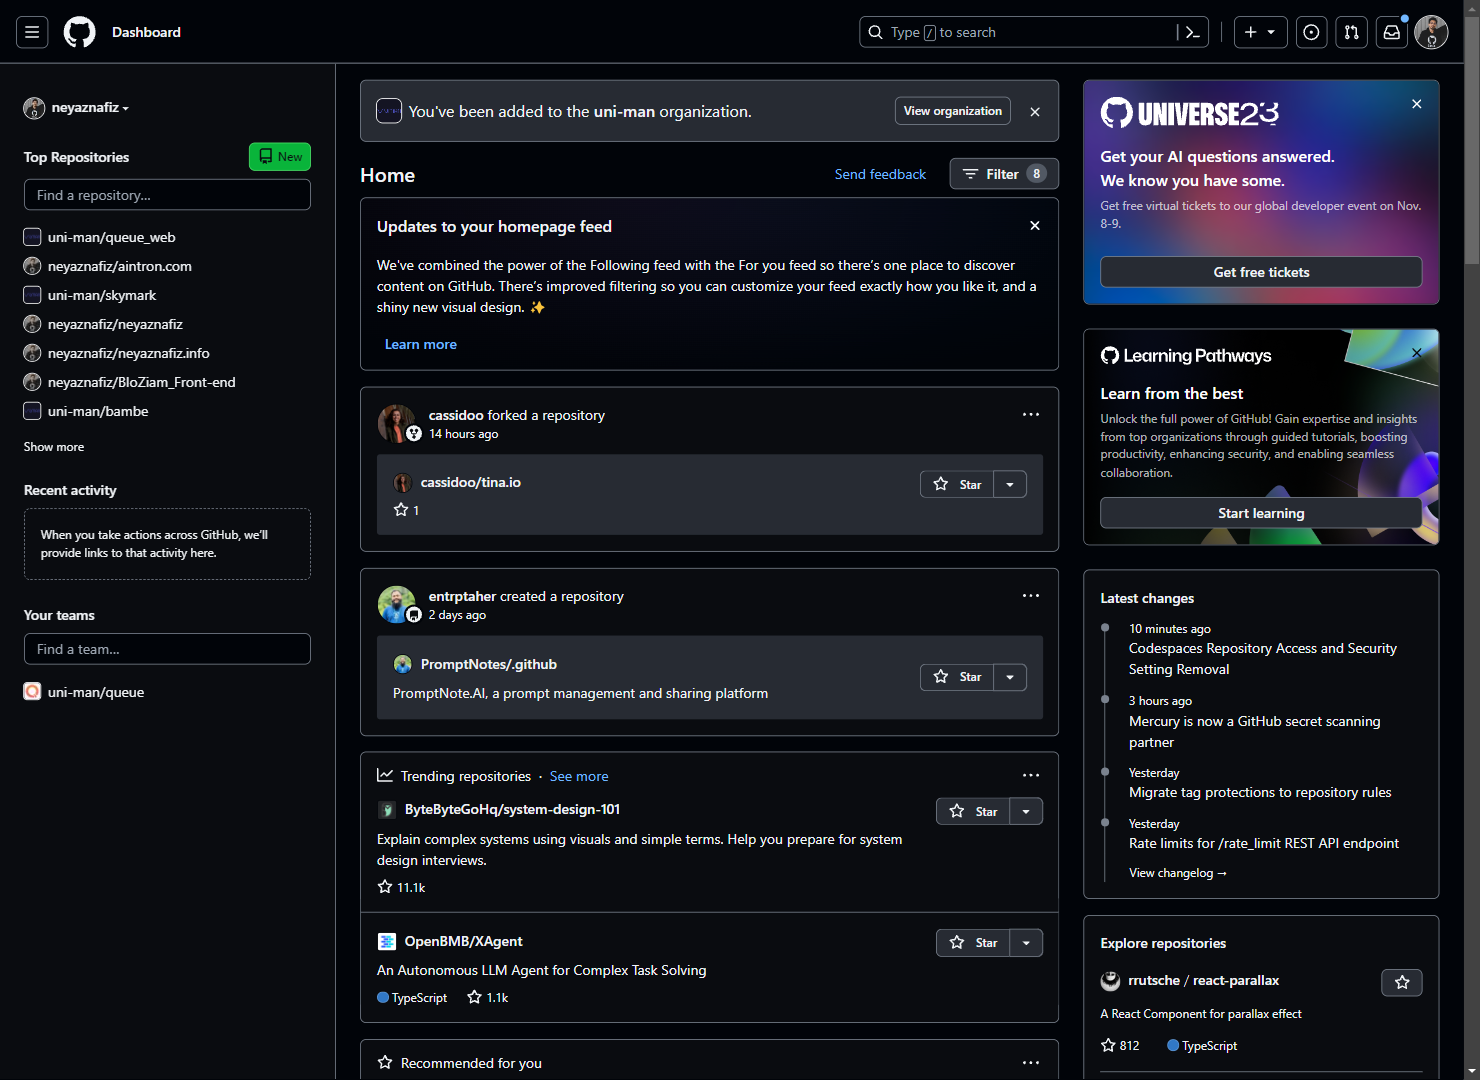 Dashboard
Type / to search
neyaznafiz
Top Repositories
New
Find a repository...
uni-man/queue_web
neyaznafiz/aintron.com
uni-man/skymark
neyaznafiz/neyaznafiz
neyaznafiz/neyaznafiz.info
neyaznafiz/BloZiam_Front-end
uni-man/bambe
Show more
Recent activity
When you take actions across GitHub, we'll
provide links to that activity here.
Your teams
Find a team...
uni-man/queue
You've been added to the uni-man organization.
View organization
Home
Send feedback
Filter 8
Updates to your homepage feed
We've combined the power of the Following feed with the For you feed so there's one place to discover
content on GitHub. There's improved filtering so you can customize your feed exactly how you like it, and a
shiny new visual design. ✨
Learn more
cassidoo forked a repository
14 hours ago
cassidoo/tina.io
Star
1
entrptaher created a repository
2 days ago
PromptNotes/.github
Star
PromptNote.AI, a prompt management and sharing platform
Trending repositories · See more
ByteByteGoHq/system-design-101
Star
Explain complex systems using visuals and simple terms. Help you prepare for system
design interviews.
11.1k
OpenBMB/XAgent
Star
An Autonomous LLM Agent for Complex Task Solving
TypeScript 1.1k
Recommended for you
UNIVERSE23
Get your AI questions answered.
We know you have some.
Get free virtual tickets to our global developer event on Nov.
8-9.
Get free tickets
Learning Pathways
Learn from the best
Unlock the full power of GitHub! Gain expertise and insights
from top organizations through guided tutorials, boosting
productivity, enhancing security, and enabling seamless
collaboration.
Start learning
Latest changes
10 minutes ago
Codespaces Repository Access and Security
Setting Removal
3 hours ago
Mercury is now a GitHub secret scanning
partner
Yesterday
Migrate tag protections to repository rules
Yesterday
Rate limits for /rate_limit REST API endpoint
View changelog →
Explore repositories
rrutsche / react-parallax
A React Component for parallax effect
812 TypeScript